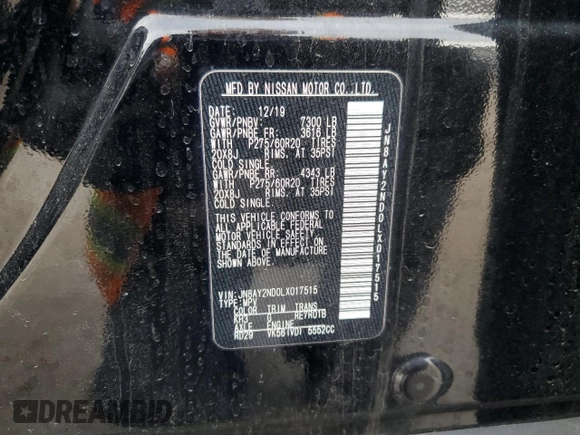 MFD BY NISSAN MOTOR CO.,LTD.
DATE: 12/19
GVWR/PNBV: 7300 LB
GAWR/PNBE FR: 3616 LB
WITH P275/60R20 TIRES
20X8J RIMS, AT 35PSI
COLD SINGLE.
GAWR/PNBE RR: 4343 LB
WITH P275/60R20 TIRES
20X8J RIMS, AT 35PSI
COLD SINGLE.
THIS VEHICLE CONFORMS TO
ALL APPLICABLE FEDERAL
MOTOR VEHICLE SAFETY
STANDARDS IN EFFECT ON
THE DATE OF MANUFACTURE
SHOWN ABOVE.
VIN:JN8AY2ND0LX017515
TYPE:MPV
COLOR TRIM TRANS
KH3 G RE7R01B
AXLE ENGINE
RD29 VK56(VD) 5552CC
JN8AY2ND0LX017515
DREAMBID